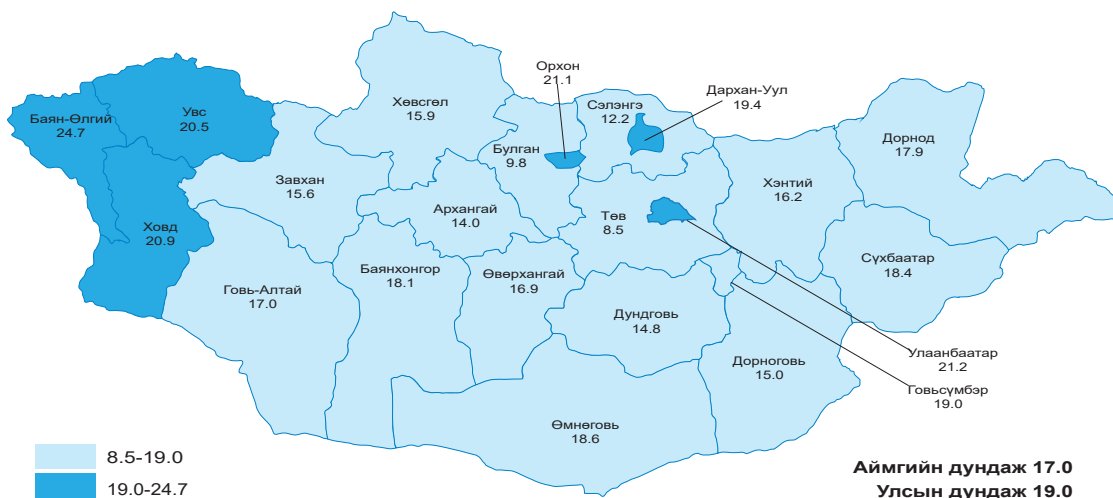 Орхон
21.1
Дархан-Уул
19.4
Хөвсгөл
15.9
Сэлэнгэ
12.2
Увс
20.5
Баян-Өлгий
24.7
Булган
9.8
Дорнод
17.9
Завхан
15.6
Хэнтий
16.2
Архангай
14.0
Төв
8.5
Ховд
20.9
Сүхбаатар
18.4
Баянхонгор
18.1
Өвөрхангай
16.9
Говь-Алтай
17.0
Дундговь
14.8
Улаанбаатар
21.2
Дорноговь
15.0
Говьсүмбэр
19.0
Өмнөговь
18.6
8.5-19.0
19.0-24.7
Аймгийн дундаж 17.0
Улсын дундаж 19.0